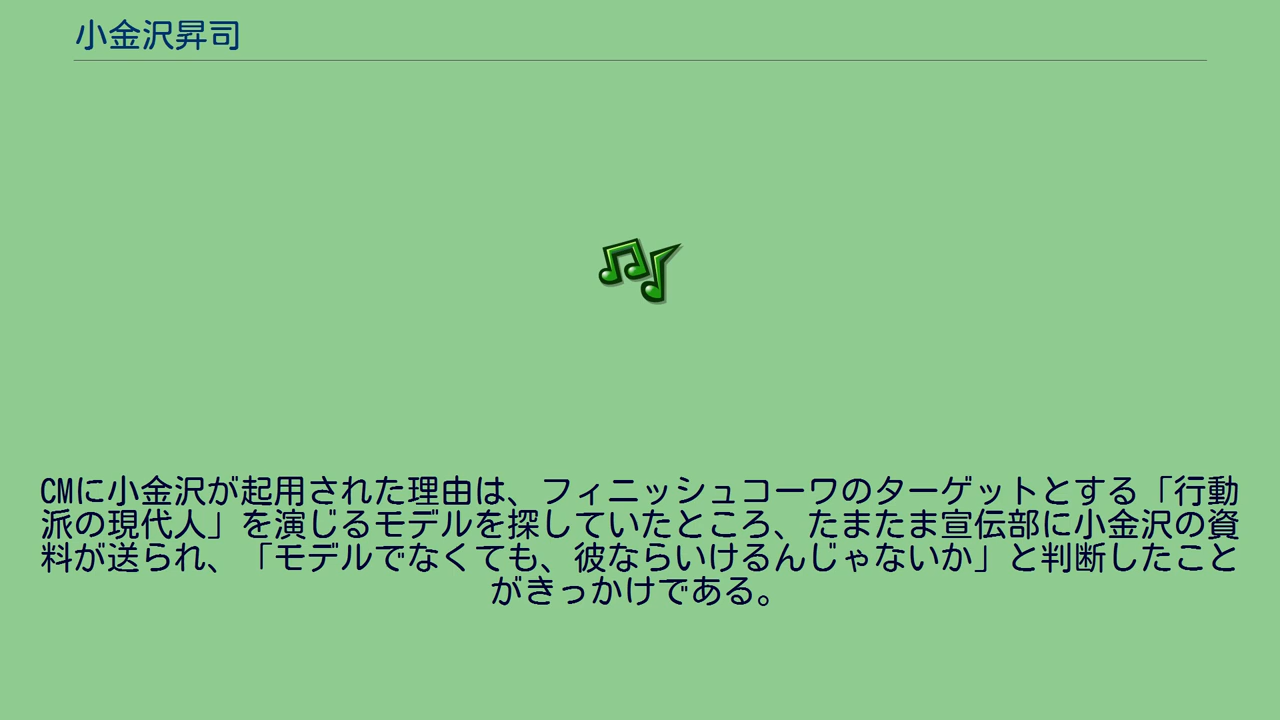 小金沢昇司
CMに小金沢が起用された理由は、フィニッシュコーワのターゲットとする「行動
派の現代人」を演じるモデルを探していたところ、たまたま宣伝部に小金沢の資
料が送られ、「モデルでなくても、彼ならいけるんじゃないか」と判断したこと
がきっかけである。